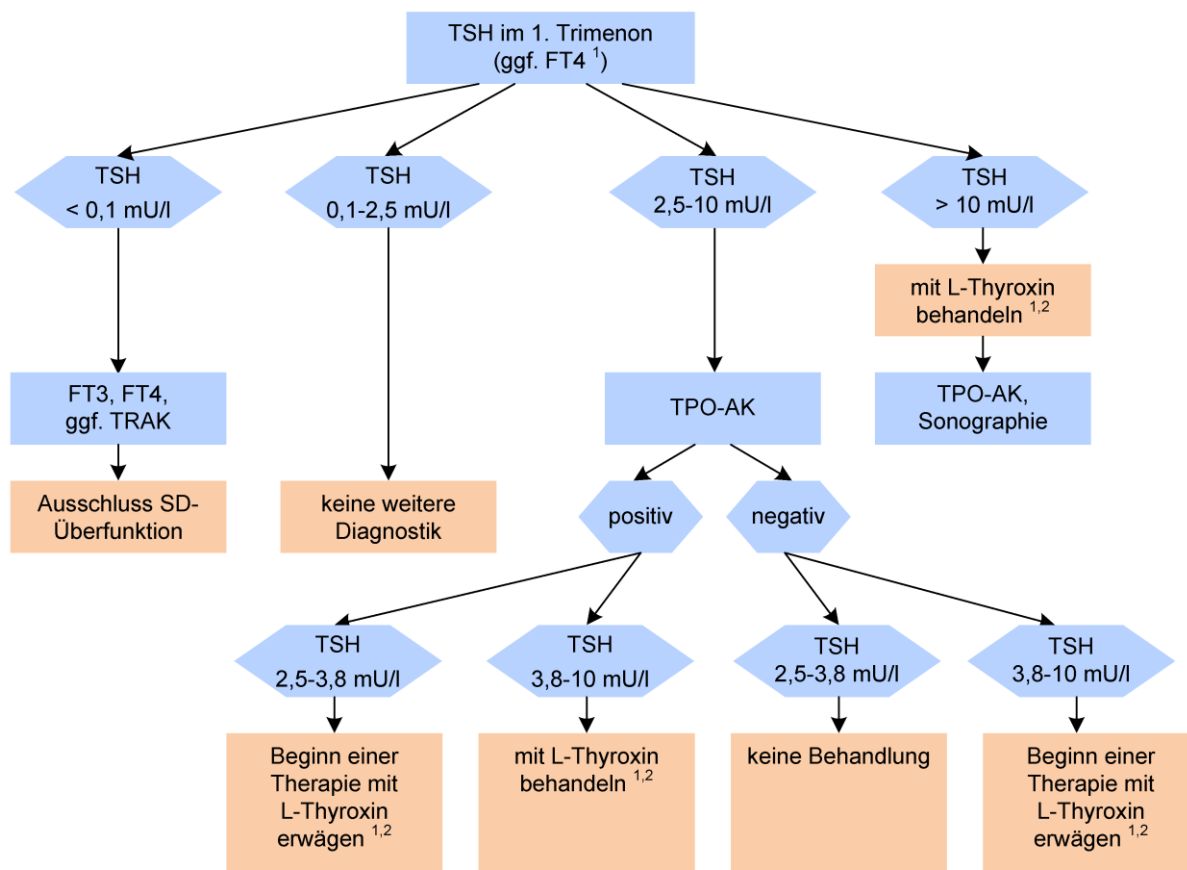 TSH im 1. Trimenon
(ggf. FT4 ¹)
TSH
< 0,1 mU/l
TSH
0,1-2,5 mU/l
TSH
2,5-10 mU/l
TSH
> 10 mU/l
mit L-Thyroxin
behandeln ¹,²
FT3, FT4,
ggf. TRAK
TPO-AK
TPO-AK,
Sonographie
Ausschluss SD-
Überfunktion
keine weitere
Diagnostik
positiv
negativ
TSH
2,5-3,8 mU/l
TSH
3,8-10 mU/l
TSH
2,5-3,8 mU/l
TSH
3,8-10 mU/l
Beginn einer
Therapie mit
L-Thyroxin
erwägen ¹,²
mit L-Thyroxin
behandeln ¹,²
keine Behandlung
Beginn einer
Therapie mit
L-Thyroxin
erwägen ¹,²